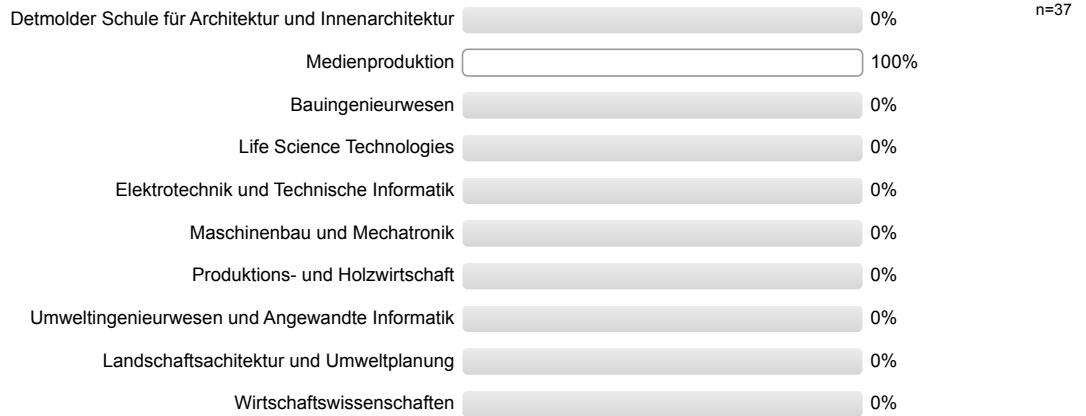 Detmolder Schule für Architektur und Innenarchitektur 0% n=37
Medienproduktion 100%
Bauingenieurwesen 0%
Life Science Technologies 0%
Elektrotechnik und Technische Informatik 0%
Maschinenbau und Mechatronik 0%
Produktions- und Holzwirtschaft 0%
Umweltingenieurwesen und Angewandte Informatik 0%
Landschaftsachitektur und Umweltplanung 0%
Wirtschaftswissenschaften 0%